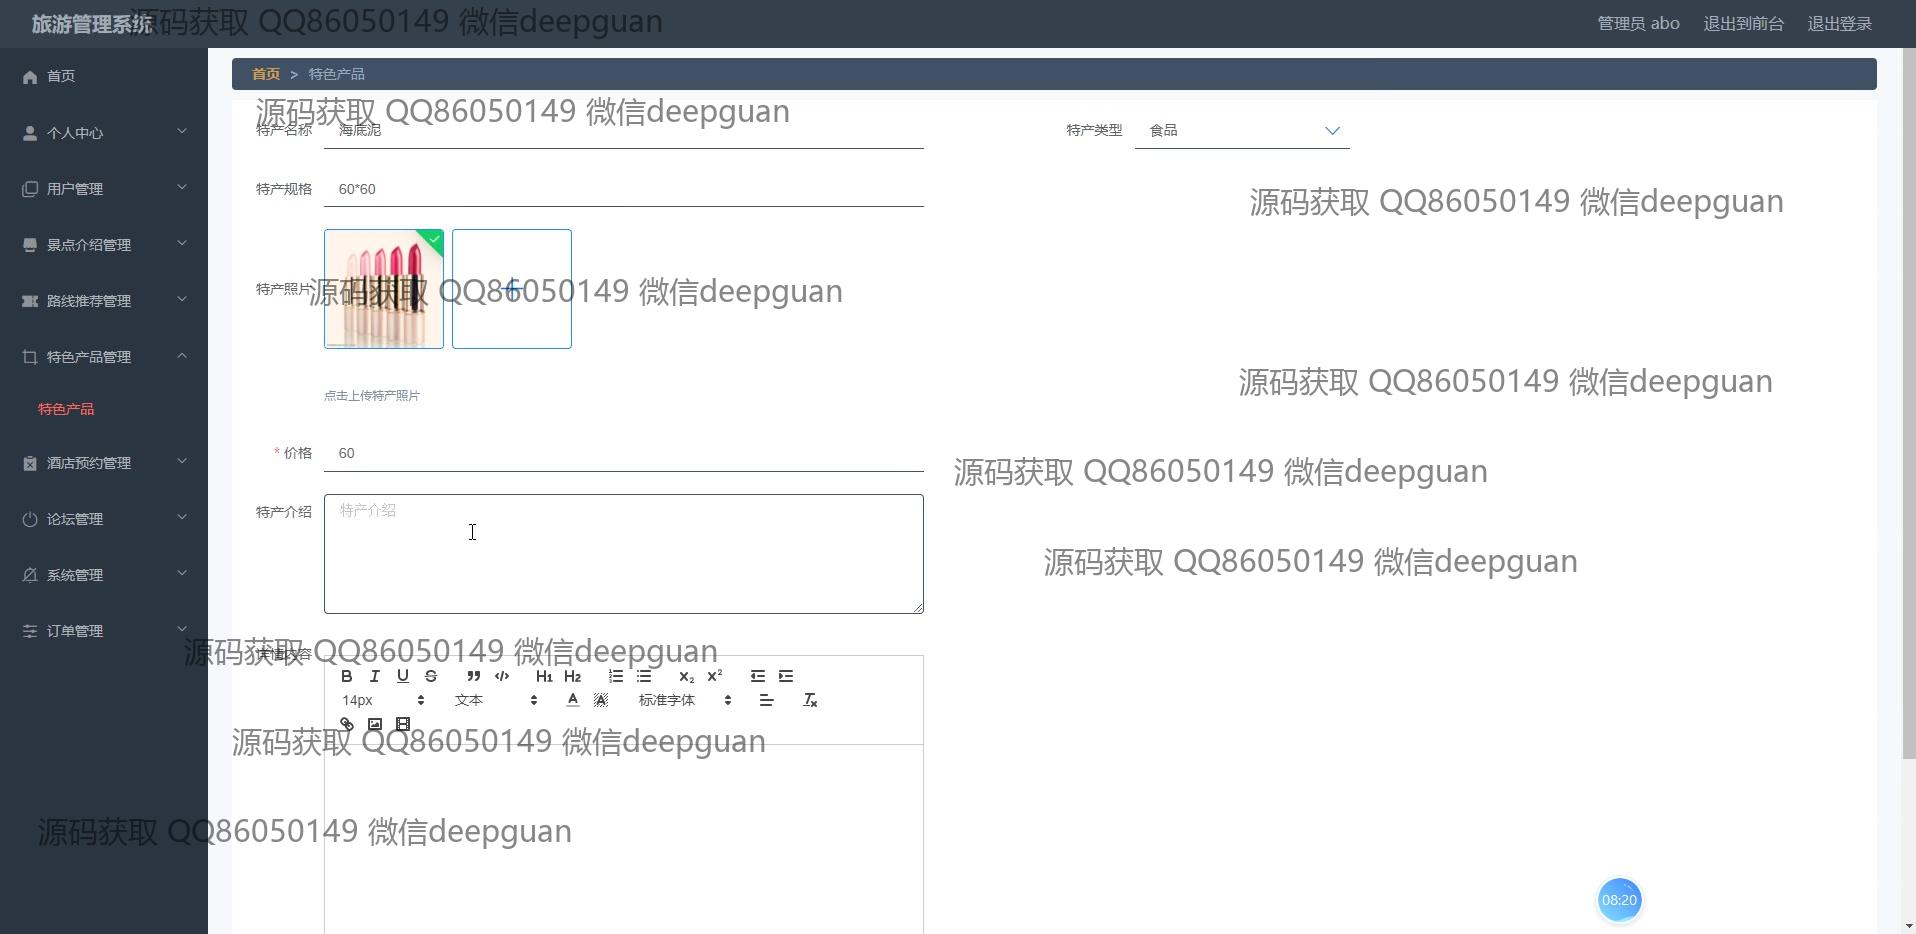 旅游管理系统
源码获取 QQ86050149 微信deepguan
管理员 abo 退出到前台 退出登录
首页
个人中心
用户管理
景点介绍管理
路线推荐管理
特色产品管理
特色产品
酒店预约管理
论坛管理
系统管理
订单管理
首页 > 特色产品
源码获取 QQ86050149 微信deepguan
特产名称 海底泥
特产类型 食品
特产规格 60*60
源码获取 QQ86050149 微信deepguan
特产照片
源码获取 QQ86050149 微信deepguan
点击上传特产照片
源码获取 QQ86050149 微信deepguan
* 价格 60
源码获取 QQ86050149 微信deepguan
特产介绍 特产介绍
源码获取 QQ86050149 微信deepguan
详情内容
源码获取 QQ86050149 微信deepguan
B I U S H1 H2 X₂ X²
14px 文本 A A 标准字体 Tx
源码获取 QQ86050149 微信deepguan
源码获取 QQ86050149 微信deepguan
08:20